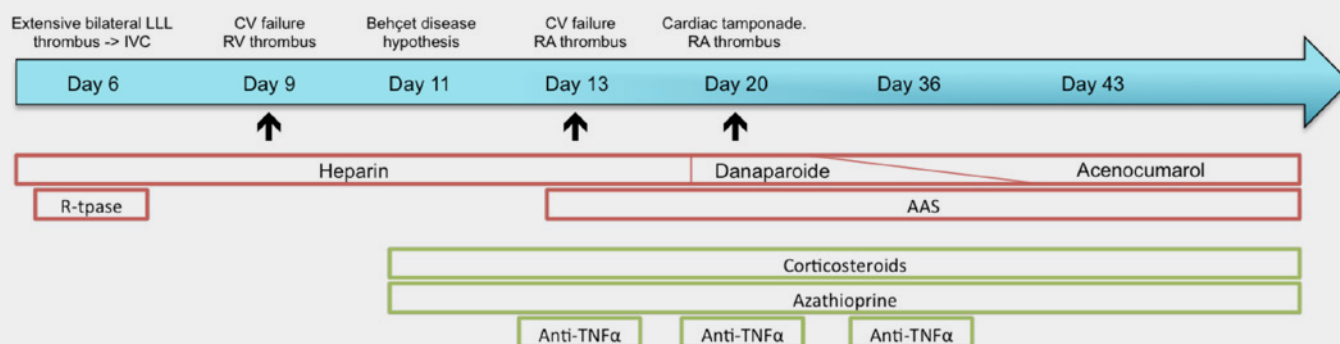 Extensive bilateral LLL
thrombus -> IVC
CV failure
RV thrombus
Behçet disease
hypothesis
CV failure
RA thrombus
Cardiac tamponade.
RA thrombus
Day 6
Day 9
Day 11
Day 13
Day 20
Day 36
Day 43
Heparin
Danaparoide
Acenocumarol
R-tpase
AAS
Corticosteroids
Azathioprine
Anti-TNFα
Anti-TNFα
Anti-TNFα